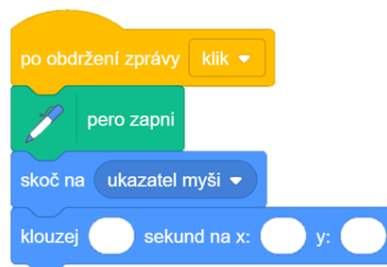 po obdržení zprávy klik
pero zapni
skoč na ukazatel myši
klouzej sekund na x: y: